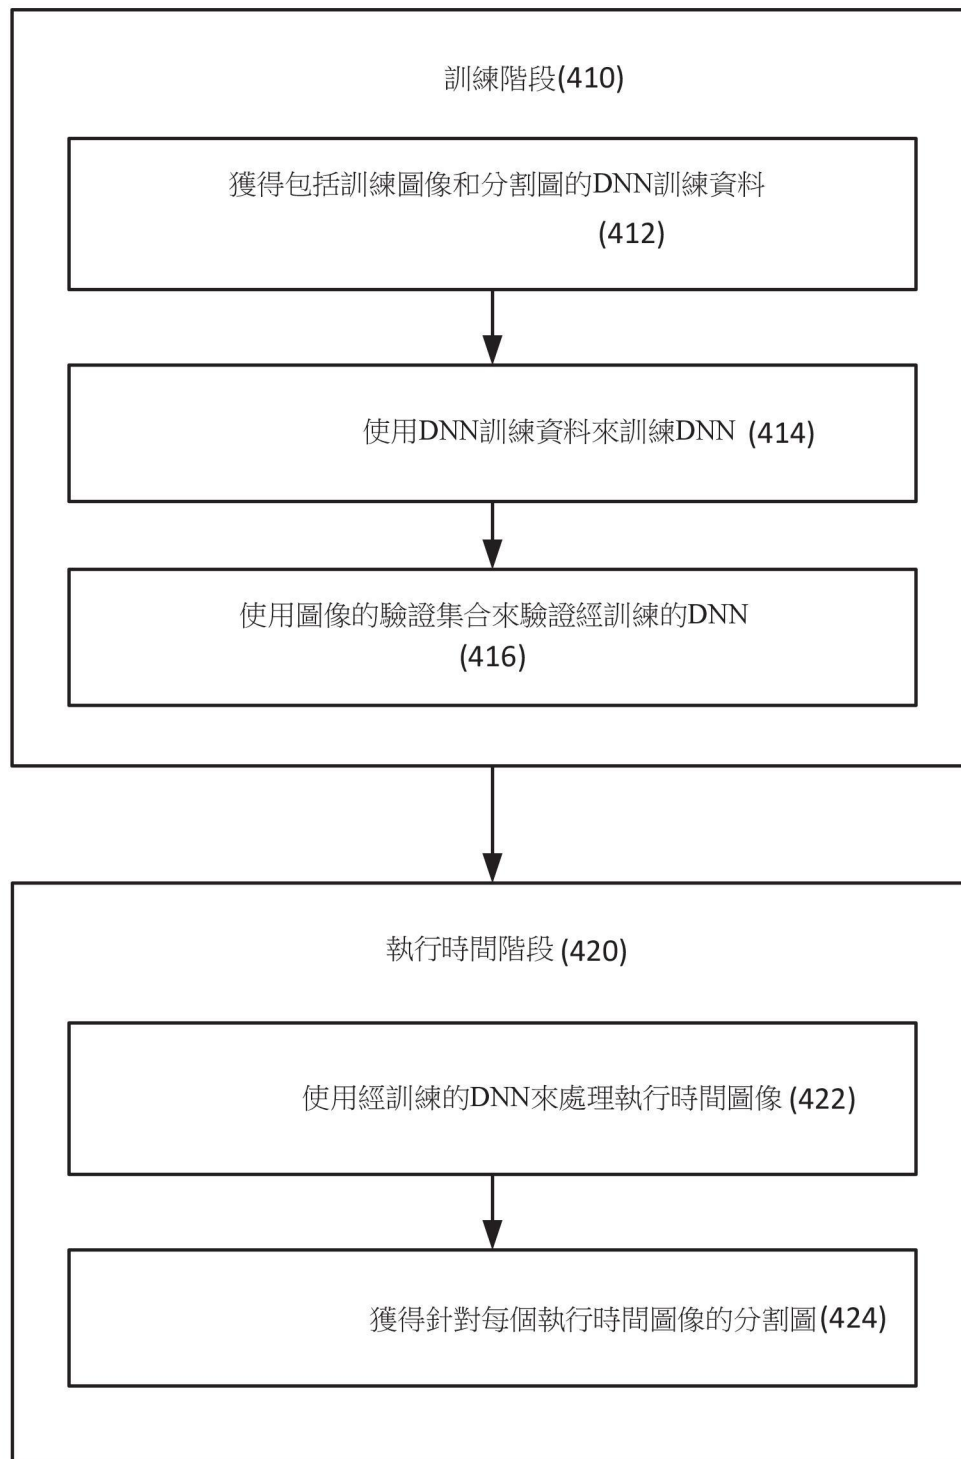 訓練階段(410)
獲得包括訓練圖像和分割圖的DNN訓練資料
(412)
使用DNN訓練資料來訓練DNN (414)
使用圖像的驗證集合來驗證經訓練的DNN
(416)
執行時間階段 (420)
使用經訓練的DNN來處理執行時間圖像 (422)
獲得針對每個執行時間圖像的分割圖(424)